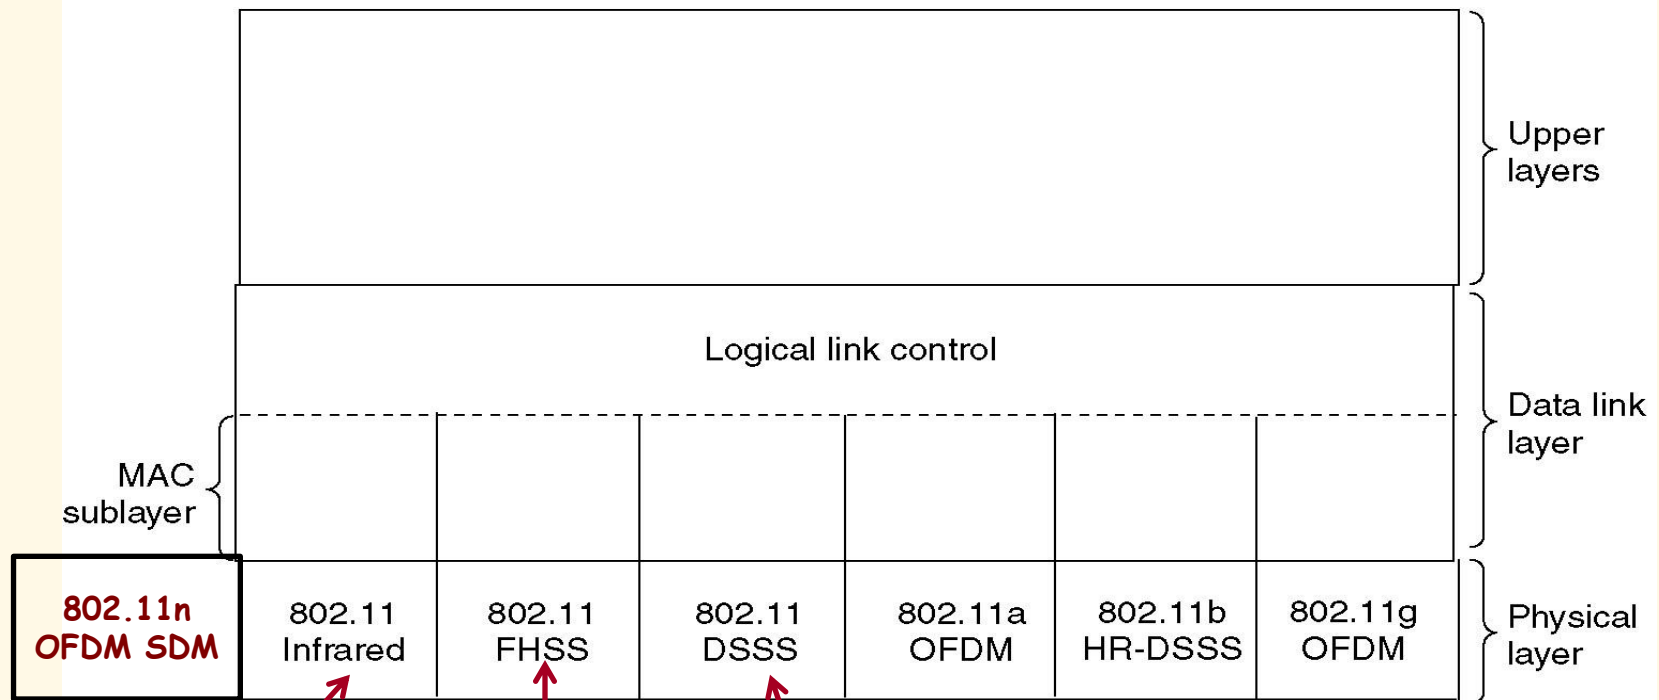 Upper
layers
Logical link control
Data link
layer
MAC
sublayer
802.11n
OFDM SDM
802.11
Infrared
802.11
FHSS
802.11
DSSS
802.11a
OFDM
802.11b
HR-DSSS
802.11g
OFDM
Physical
layer